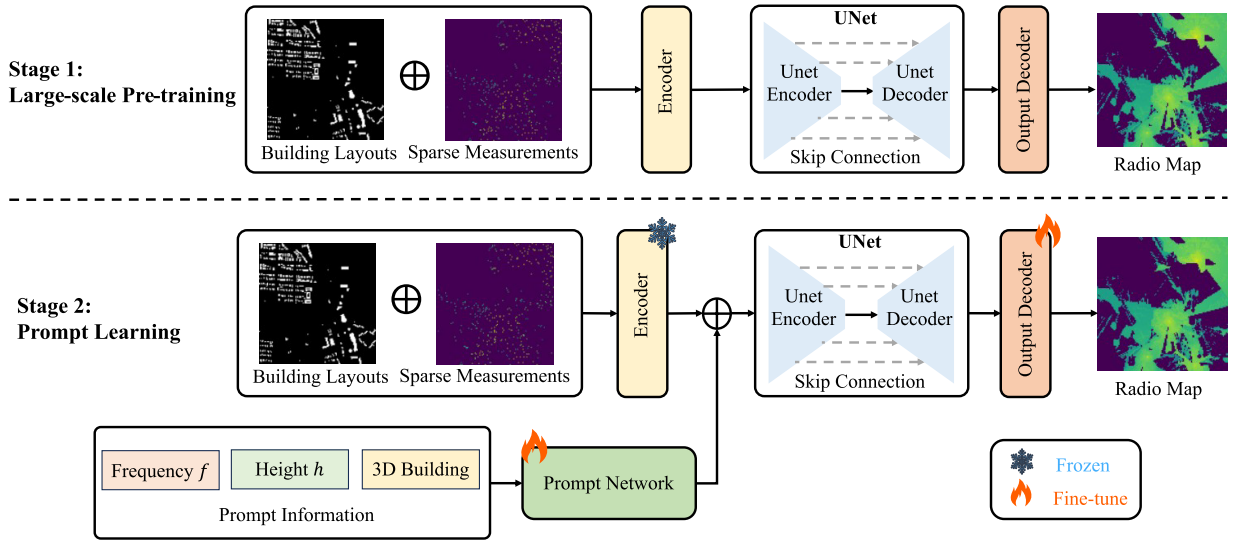 Stage 1:
Large-scale Pre-training
Building Layouts
Sparse Measurements
Encoder
UNet
Unet
Encoder
Unet
Decoder
Skip Connection
Output Decoder
Radio Map
Stage 2:
Prompt Learning
Building Layouts
Sparse Measurements
Encoder
UNet
Unet
Encoder
Unet
Decoder
Skip Connection
Output Decoder
Radio Map
Frequency f
Height h
3D Building
Prompt Information
Prompt Network
Frozen
Fine-tune